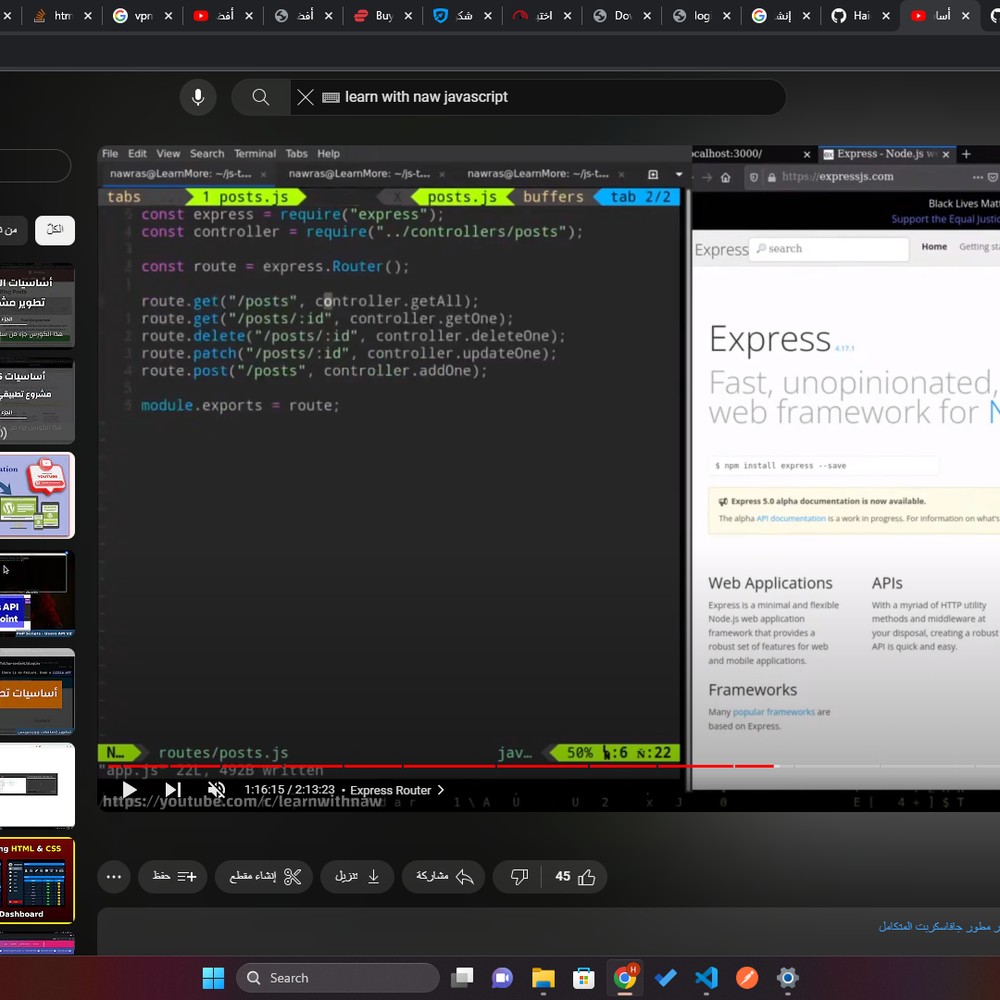 htm
vpn
أفض
أفض
Buy
شك
اختبا
Do
log
إنشا
Hai
أسا
learn with naw javascript
الكلّ
من
File Edit View Search Terminal Tabs Help
nawras@LearnMore: ~/js-t...
nawras@LearnMore: ~/js-t...
nawras@LearnMore: ~/js-t...
tabs 1 posts.js X posts.js buffers tab 2/2
const express = require("express");
const controller = require("../controllers/posts");
const route = express.Router();
route.get("/posts", controller.getAll);
route.get("/posts/:id", controller.getOne);
route.delete("/posts/:id", controller.deleteOne);
route.patch("/posts/:id", controller.updateOne);
route.post("/posts", controller.addOne);
module.exports = route;
N... routes/posts.js jav... 50% :6 :22
"app.js" 22L, 492B written
1:16:15 / 2:13:23 • Express Router
https://youtube.com/c/learnwithnaw
calhost:3000/
Express - Node.js w
https://expressjs.com
Black Lives Mat
Support the Equal Justic
Express search Home Getting sta
Express 4.17.1
Fast, unopinionated,
web framework for N
$ npm install express --save
Express 5.0 alpha documentation is now available.
The alpha API documentation is a work in progress. For information on what's
Web Applications
Express is a minimal and flexible
Node.js web application
framework that provides a
robust set of features for web
and mobile applications.
APIs
With a myriad of HTTP utility
methods and middleware at
your disposal, creating a robust
API is quick and easy.
Frameworks
Many popular frameworks are
based on Express.
أساسيات ال
تطوير مش
أساسيات
مشروع تطبيقي
ation
API
oint
أساسيات تط
ng HTML & CSS
Dashboard
حفظ
إنشاء مقطع
تنزيل
مشاركة
45
ر مطور جافاسكربت المتكامل
Search